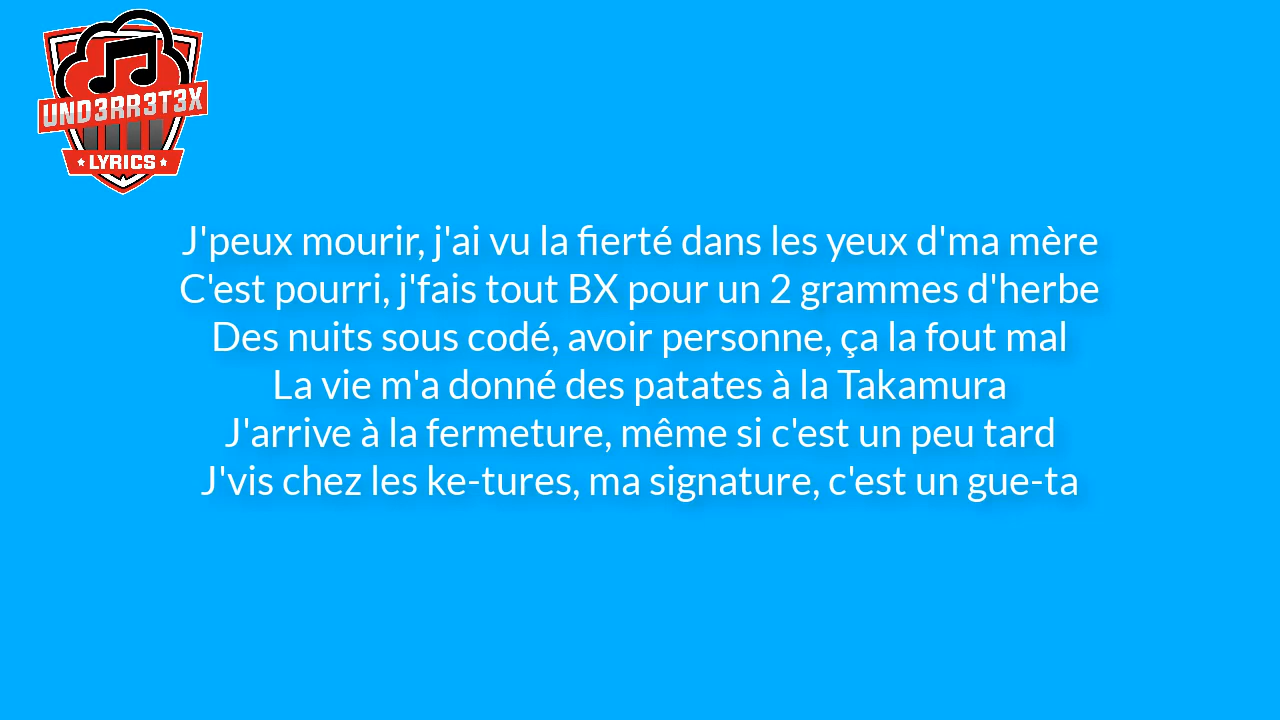 UND3RR3T3X
LYRICS
J'peux mourir, j'ai vu la fierté dans les yeux d'ma mère
C'est pourri, j'fais tout BX pour un 2 grammes d'herbe
Des nuits sous codé, avoir personne, ça la fout mal
La vie m'a donné des patates à la Takamura
J'arrive à la fermeture, même si c'est un peu tard
J'vis chez les ke-tures, ma signature, c'est un gue-ta